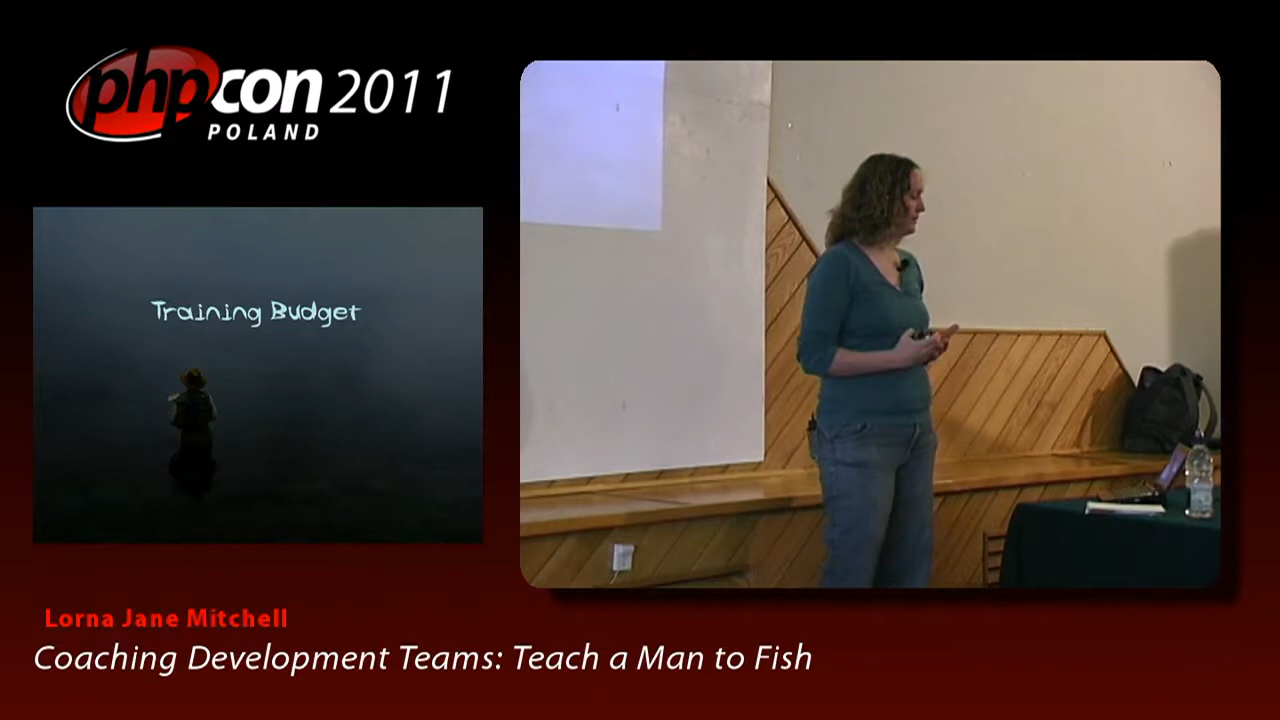 phpcon 2011
POLAND
Training Budget
Lorna Jane Mitchell
Coaching Development Teams: Teach a Man to Fish